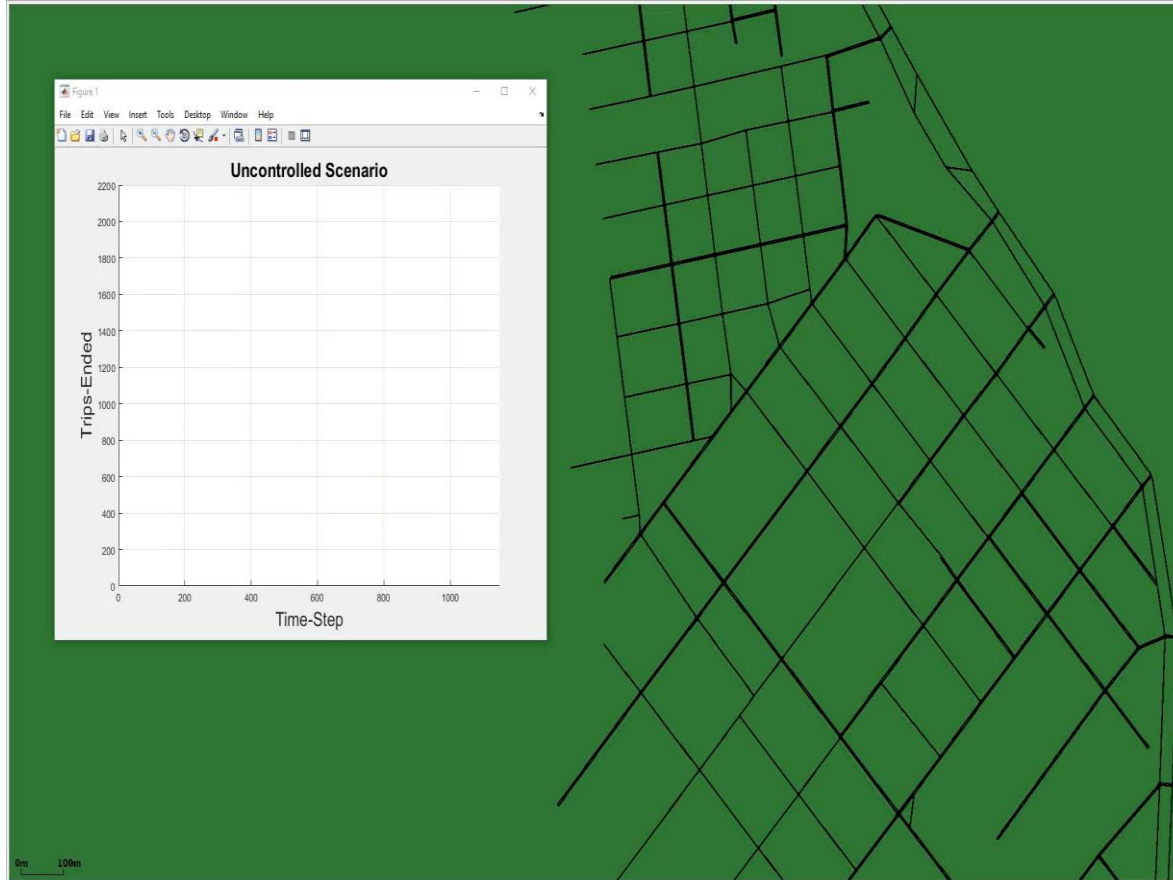 Figure 1
File Edit View Insert Tools Desktop Window Help
Uncontrolled Scenario
2200
2000
1800
1600
1400
1200
1000
800
600
400
200
0
Trips-Ended
0 200 400 600 800 1000
Time-Step
0m 100m